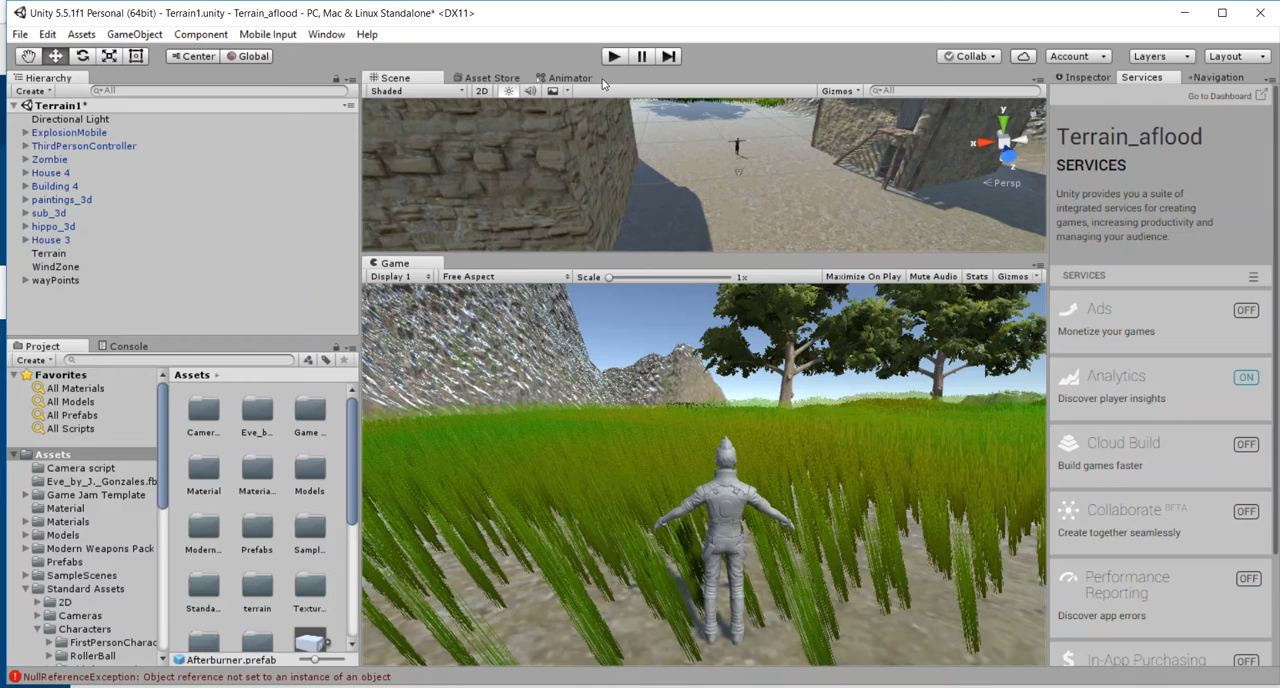 Unity 5.5.1f1 Personal (64bit) - Terrain1.unity - Terrain_aflood - PC, Mac & Linux Standalone* <DX11>
File Edit Assets GameObject Component Mobile Input Window Help
Center Global Collab Account Layers Layout
Hierarchy
Create All
Terrain1*
Directional Light
ExplosionMobile
ThirdPersonController
Zombie
House 4
Building 4
paintings_3d
sub_3d
hippo_3d
House 3
Terrain
WindZone
wayPoints
Project Console
Create
Favorites
All Materials
All Models
All Prefabs
All Scripts
Assets
Camera script
Eve_by_J._Gonzales.fb
Game Jam Template
Material
Materials
Models
Modern Weapons Pack
Prefabs
SampleScenes
Standard Assets
2D
Cameras
Characters
FirstPersonCharac
RollerBall
Assets
Camer... Eve_b... Game ...
Material Materia... Models
Modern... Prefabs Sampl...
Standa... terrain Textur...
Afterburner.prefab
Scene Asset Store Animator
Shaded 2D Gizmos All
y
x
z
Persp
Game
Display 1 Free Aspect Scale 1x Maximize On Play Mute Audio Stats Gizmos
Inspector Services Navigation
Go to Dashboard
Terrain_aflood
SERVICES
Unity provides you a suite of
integrated services for creating
games, increasing productivity and
managing your audience.
SERVICES
Ads OFF
Monetize your games
Analytics ON
Discover player insights
Cloud Build OFF
Build games faster
Collaborate BETA OFF
Create together seamlessly
Performance
Reporting OFF
Discover app errors
In-App Purchasing OFF
NullReferenceException: Object reference not set to an instance of an object